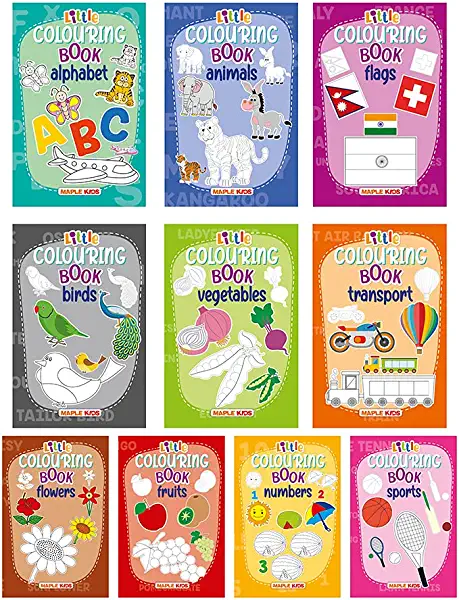 Little
COLOURING
BOOK
alphabet
ABC
MAPLE KIDS
Little
COLOURING
BOOK
animals
KANGAROO
MAPLE KIDS
Little
COLOURING
BOOK
flags
MAPLE KIDS
Little
COLOURING
BOOK
birds
TAILOR BIRD
MAPLE KIDS
Little
COLOURING
BOOK
vegetables
MAPLE KIDS
Little
COLOURING
BOOK
transport
MAPLE KIDS
Little
COLOURING
BOOK
flowers
MAPLE KIDS
Little
COLOURING
BOOK
fruits
MAPLE KIDS
Little
COLOURING
BOOK
numbers
1 2
3
MAPLE KIDS
Little
COLOURING
BOOK
sports
MAPLE KIDS